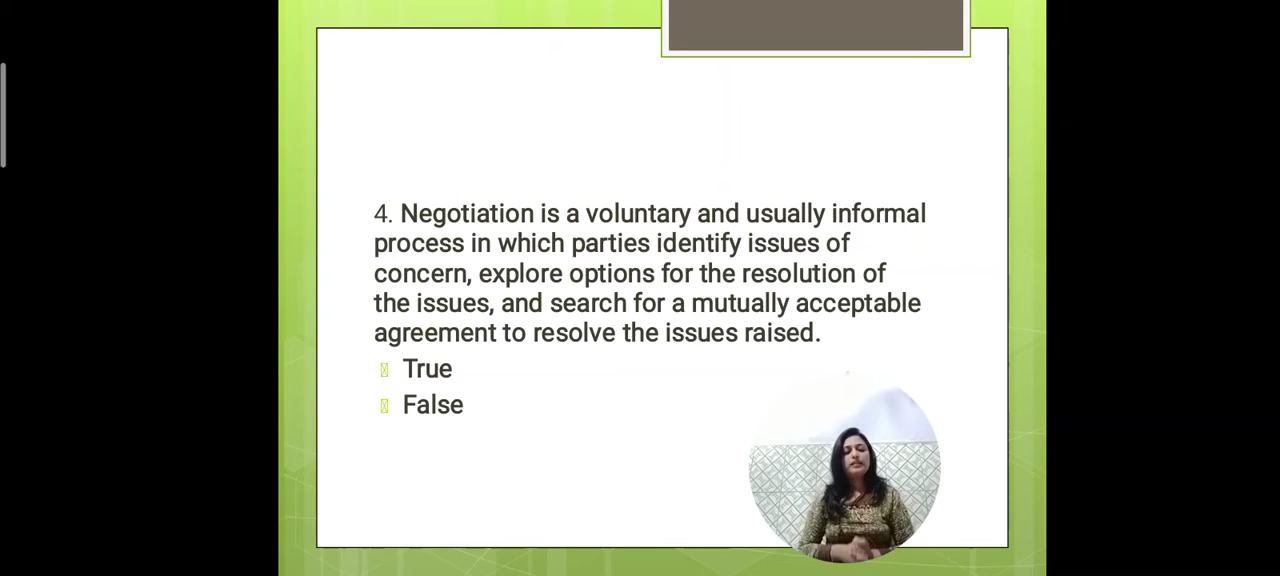 4. Negotiation is a voluntary and usually informal
process in which parties identify issues of
concern, explore options for the resolution of
the issues, and search for a mutually acceptable
agreement to resolve the issues raised.
True
False